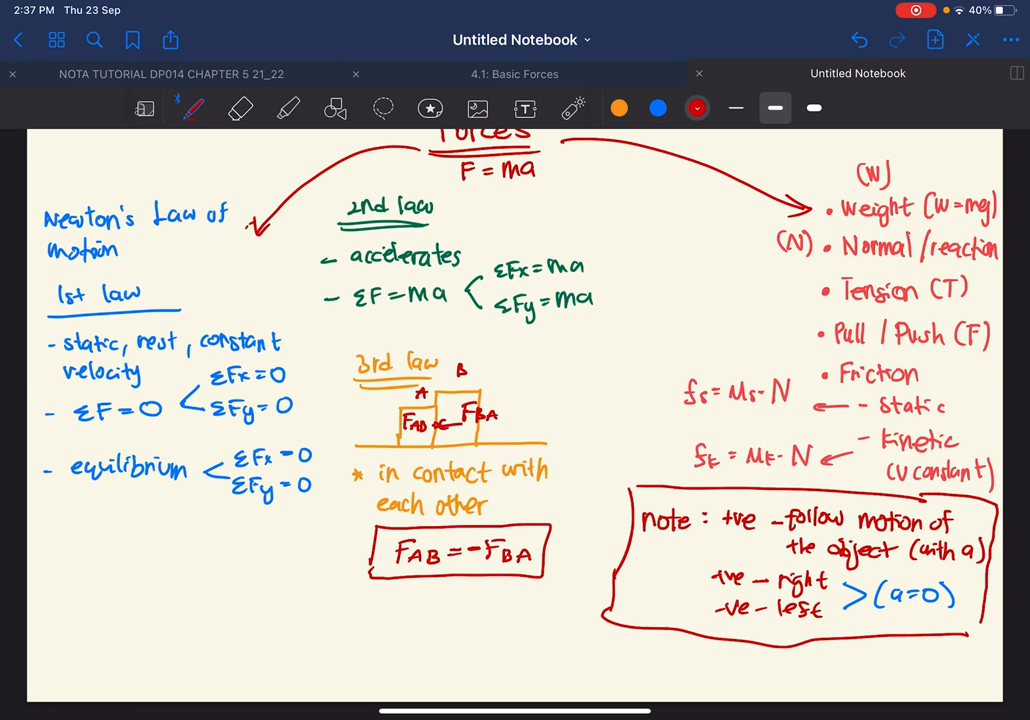 2:37 PM Thu 23 Sep
40%
Untitled Notebook
NOTA TUTORIAL DP014 CHAPTER 5 21_22
4.1: Basic Forces
Untitled Notebook
T
Forces
F = ma
Newton's Law of
motion
1st law
- static, rest, constant
velocity
ΣFx = 0
- ΣF = 0
ΣFy = 0
- equilibrium
ΣFx = 0
ΣFy = 0
2nd law
- accelerates
- ΣF = ma
ΣFx = ma
ΣFy = ma
3rd law
B
A
FAB
FBA
* in contact with
each other
FAB = -FBA
(W)
• Weight (W=mg)
(N) • Normal/reaction
• Tension (T)
• Pull / Push (F)
• Friction
fs = μs · N ← - static
fk = μk · N ← - kinetic
(v constant)
note : +ve - follow motion of
the object (with a)
+ve - right
-ve - left
> (a=0)